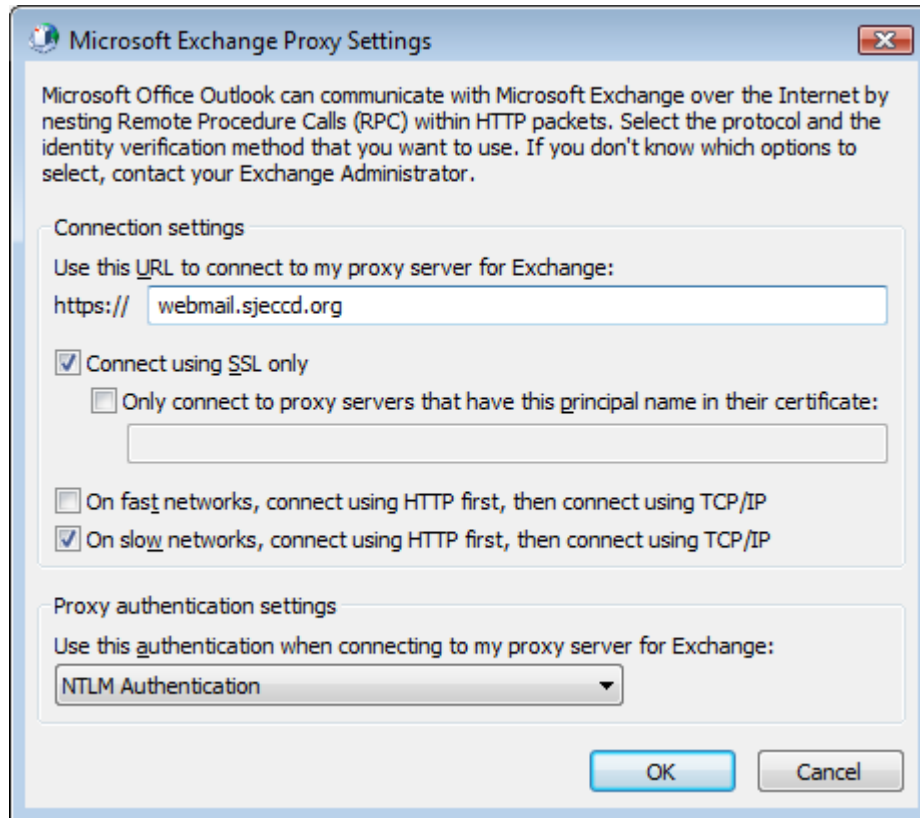 Microsoft Exchange Proxy Settings
Microsoft Office Outlook can communicate with Microsoft Exchange over the Internet by
nesting Remote Procedure Calls (RPC) within HTTP packets. Select the protocol and the
identity verification method that you want to use. If you don't know which options to
select, contact your Exchange Administrator.
Connection settings
Use this URL to connect to my proxy server for Exchange:
https:// webmail.sjeccd.org
Connect using SSL only
Only connect to proxy servers that have this principal name in their certificate:
On fast networks, connect using HTTP first, then connect using TCP/IP
On slow networks, connect using HTTP first, then connect using TCP/IP
Proxy authentication settings
Use this authentication when connecting to my proxy server for Exchange:
NTLM Authentication
OK Cancel